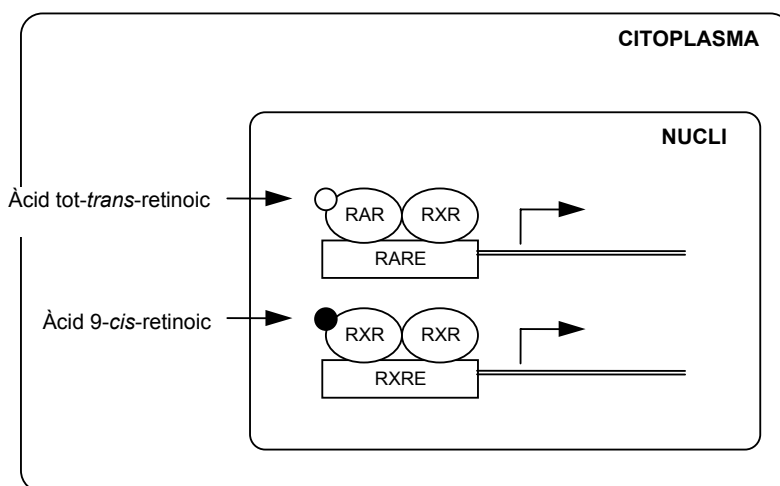 CITOPLASMA
NUCLI
Àcid tot-trans-retinoic
RAR RXR
RARE
Àcid 9-cis-retinoic
RXR RXR
RXRE